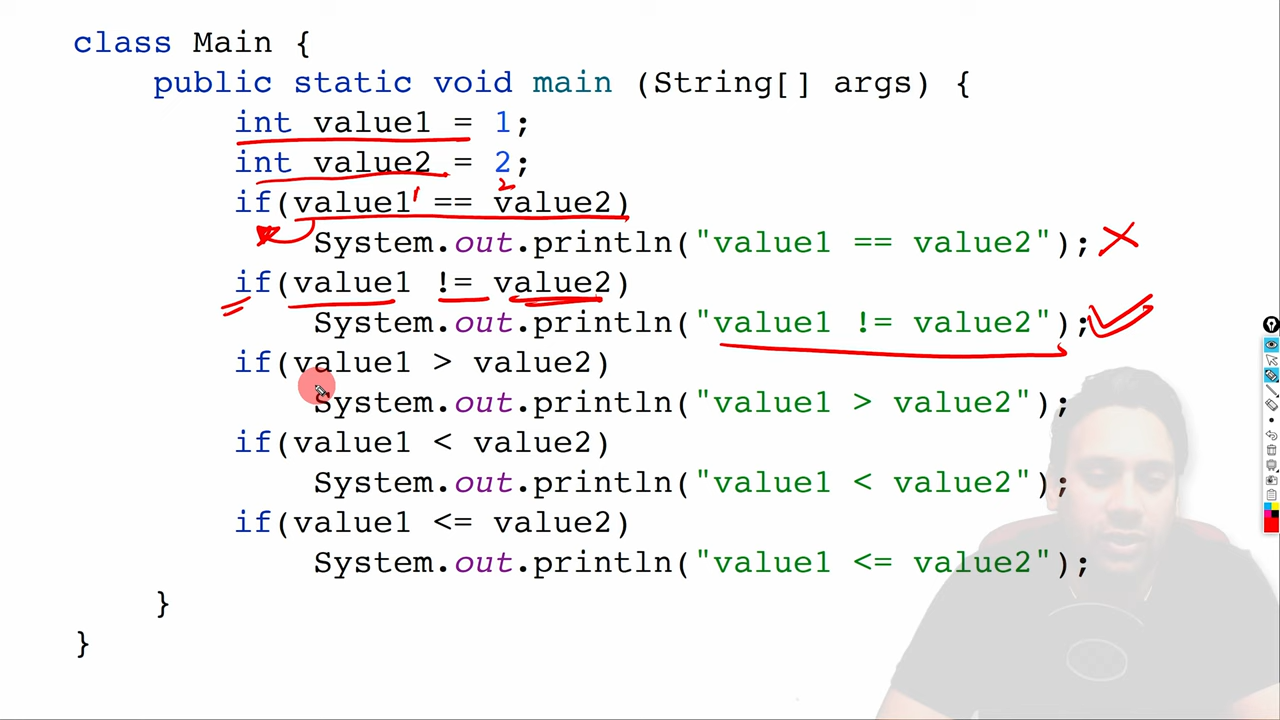 class Main {
public static void main (String[] args) {
int value1 = 1;
int value2 = 2;
1 2
if(value1 == value2)
System.out.println("value1 == value2");
if(value1 != value2)
System.out.println("value1 != value2");
if(value1 > value2)
System.out.println("value1 > value2");
if(value1 < value2)
System.out.println("value1 < value2");
if(value1 <= value2)
System.out.println("value1 <= value2");
}
}